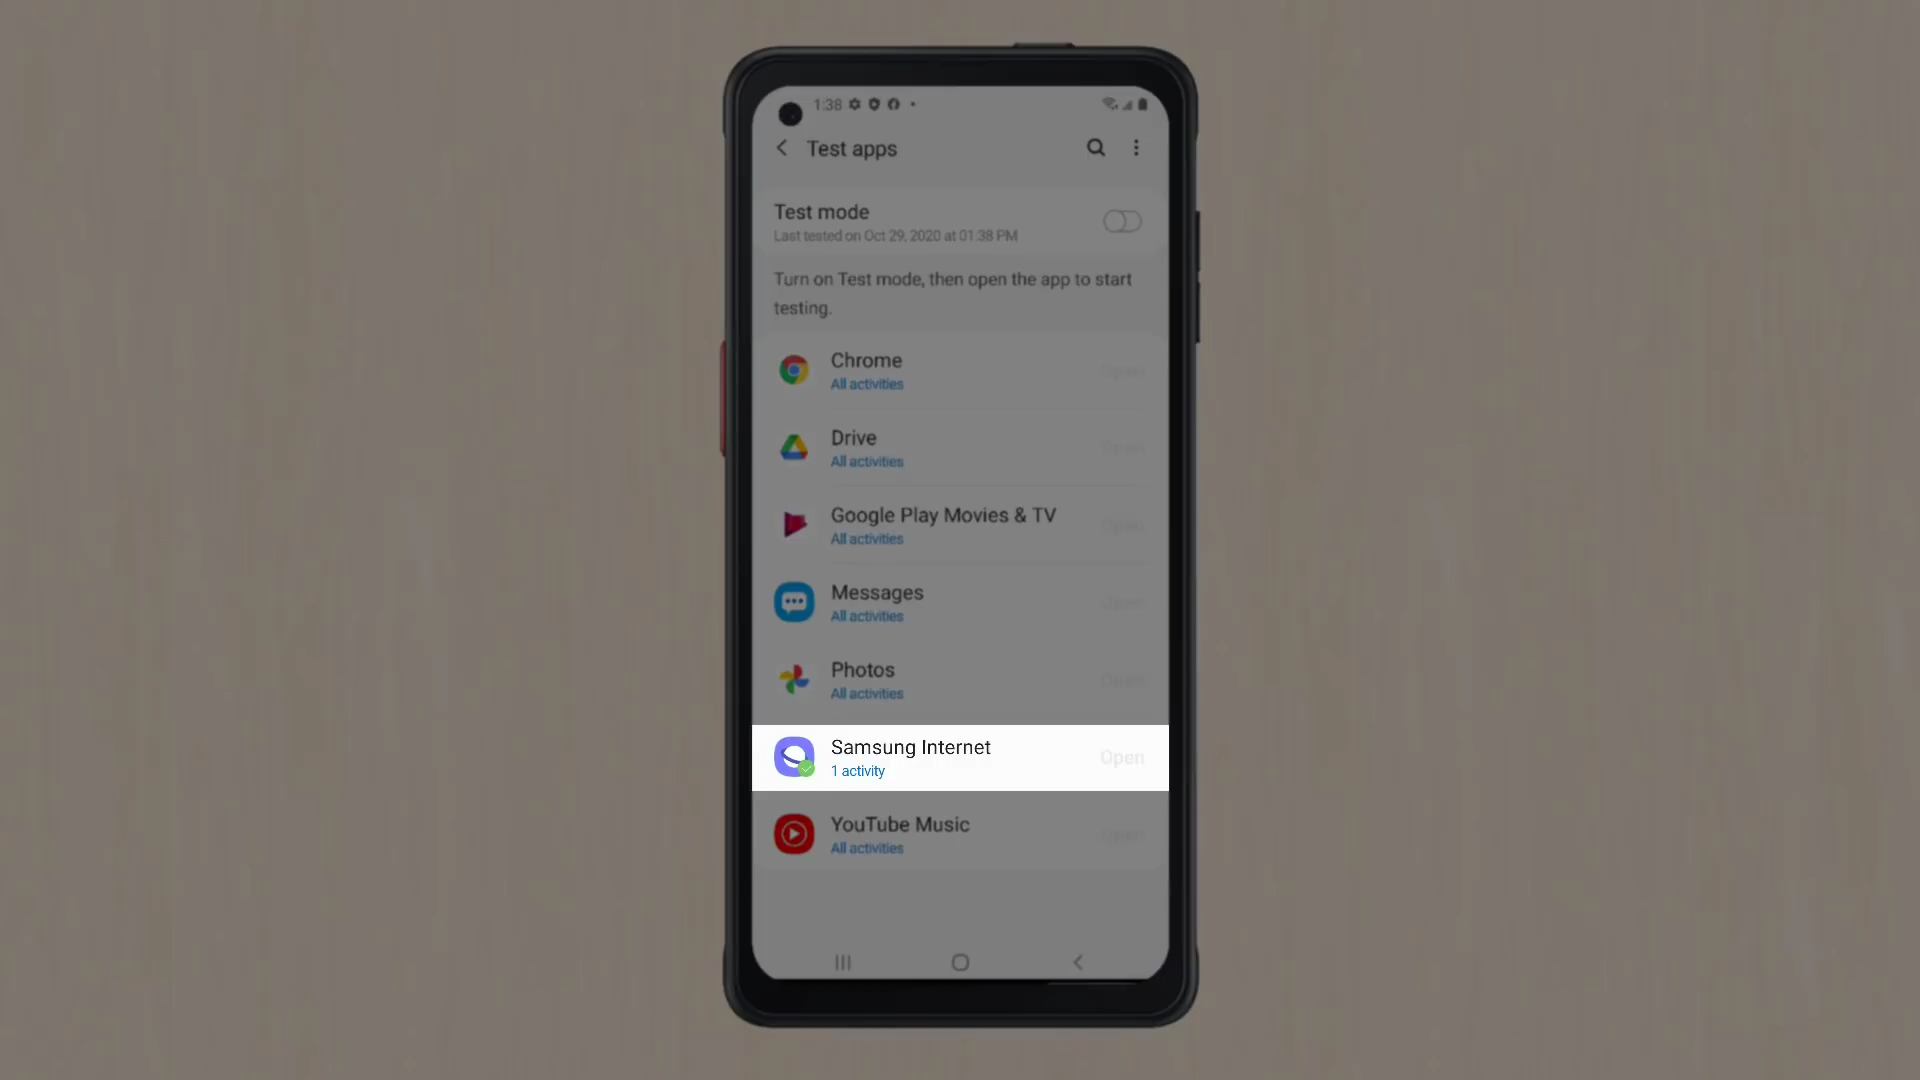 1:38
Test apps
Test mode
Last tested on Oct 29, 2020 at 01:38 PM
Turn on Test mode, then open the app to start
testing.
Chrome
All activities
Open
Drive
All activities
Open
Google Play Movies & TV
All activities
Open
Messages
All activities
Open
Photos
All activities
Open
Samsung Internet
1 activity
Open
YouTube Music
All activities
Open